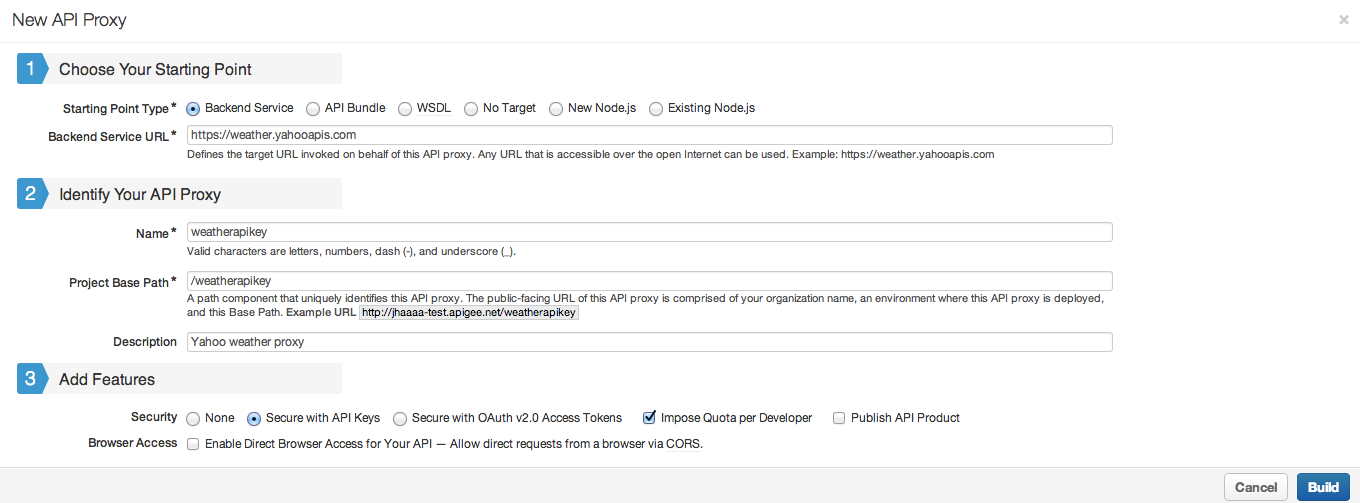 New API Proxy ×
1 Choose Your Starting Point
Starting Point Type * Backend Service API Bundle WSDL No Target New Node.js Existing Node.js
Backend Service URL * https://weather.yahooapis.com
Defines the target URL invoked on behalf of this API proxy. Any URL that is accessible over the open Internet can be used. Example: https://weather.yahooapis.com
2 Identify Your API Proxy
Name * weatherapikey
Valid characters are letters, numbers, dash (-), and underscore (_).
Project Base Path * /weatherapikey
A path component that uniquely identifies this API proxy. The public-facing URL of this API proxy is comprised of your organization name, an environment where this API proxy is deployed,
and this Base Path. Example URL http://jhaaaa-test.apigee.net/weatherapikey
Description Yahoo weather proxy
3 Add Features
Security None Secure with API Keys Secure with OAuth v2.0 Access Tokens Impose Quota per Developer Publish API Product
Browser Access Enable Direct Browser Access for Your API — Allow direct requests from a browser via CORS.
Cancel Build